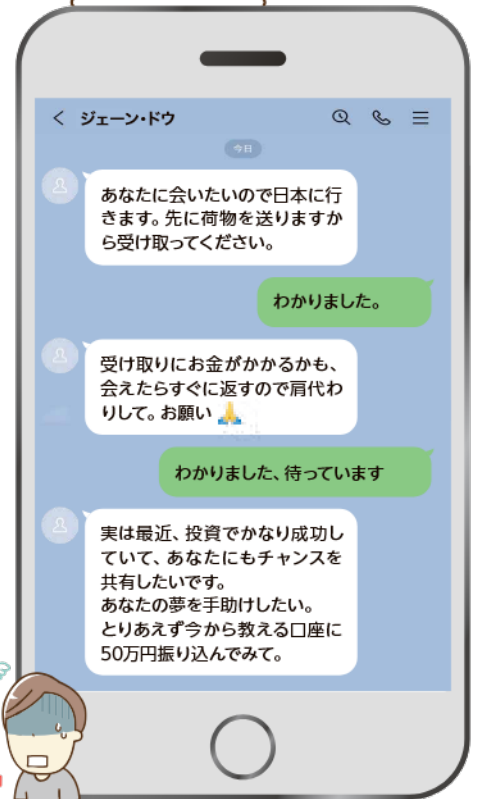 ジェーン・ドウ
今日
あなたに会いたいので日本に行
きます。先に荷物を送りますか
ら受け取ってください。
わかりました。
受け取りにお金がかかるかも、
会えたらすぐに返すので肩代わ
りして。お願い🙏
わかりました、待っています
実は最近、投資でかなり成功し
ていて、あなたにもチャンスを
共有したいです。
あなたの夢を手助けしたい。
とりあえず今から教える口座に
50万円振り込んでみて。